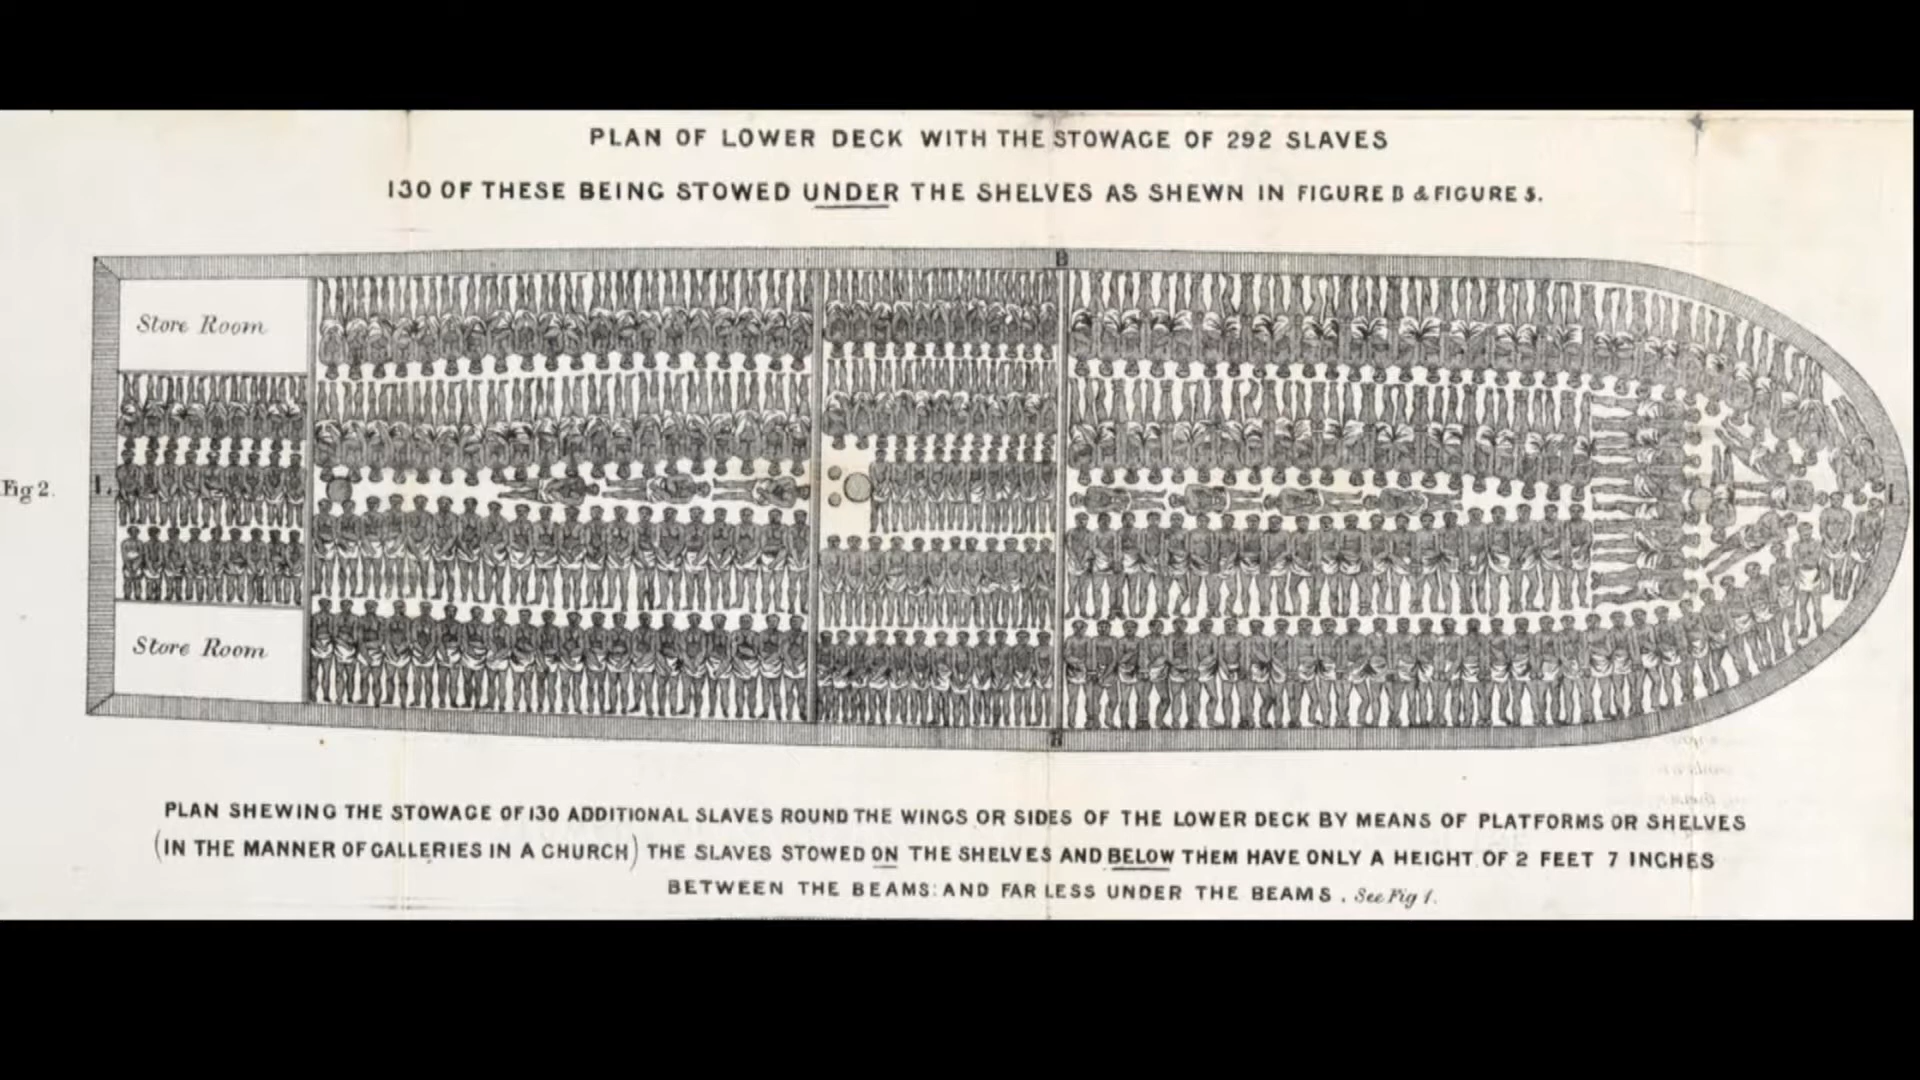 PLAN OF LOWER DECK WITH THE STOWAGE OF 292 SLAVES
130 OF THESE BEING STOWED UNDER THE SHELVES AS SHEWN IN FIGURE B & FIGURE 5.
B
Store Room
Fig 2.
I.
I.
Store Room
PLAN SHEWING THE STOWAGE OF 130 ADDITIONAL SLAVES ROUND THE WINGS OR SIDES OF THE LOWER DECK BY MEANS OF PLATFORMS OR SHELVES
(IN THE MANNER OF GALLERIES IN A CHURCH) THE SLAVES STOWED ON THE SHELVES AND BELOW THEM HAVE ONLY A HEIGHT OF 2 FEET 7 INCHES
BETWEEN THE BEAMS: AND FAR LESS UNDER THE BEAMS. See Fig 1.